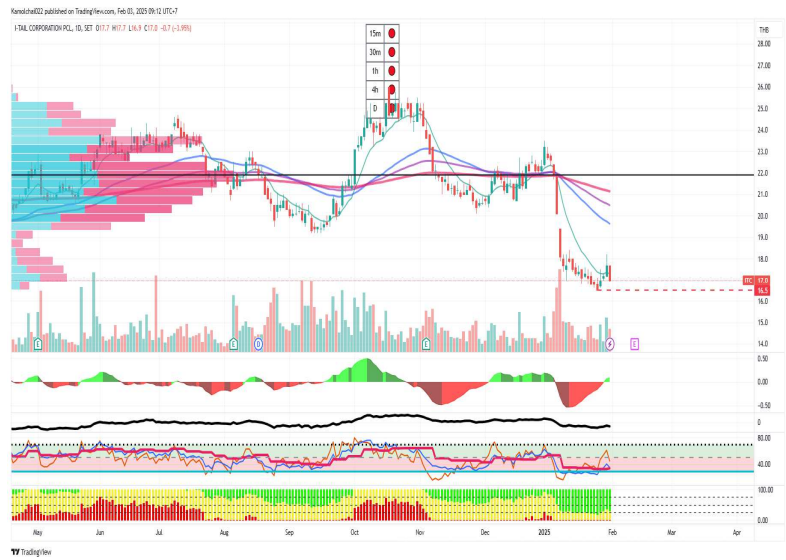 Kamolchai022 published on TradingView.com, Feb 03, 2025 09:12 UTC+7
I-TAIL CORPORATION PCL, 1D, SET O17.7 H17.7 L16.9 C17.0 -0.7 (-3.95%)
THB
15m
30m
1h
4h
D
28.00
27.00
26.00
25.0
24.0
23.0
22.0
21.0
20.0
19.0
18.0
ITC 17.0
16.5
16.0
15.0
14.0
E E D E E
0.50
0.00
-0.50
0
80.00
40.00
100.00
0.00
May Jun Jul Aug Sep Oct Nov Dec 2025 Feb Mar Apr
TradingView